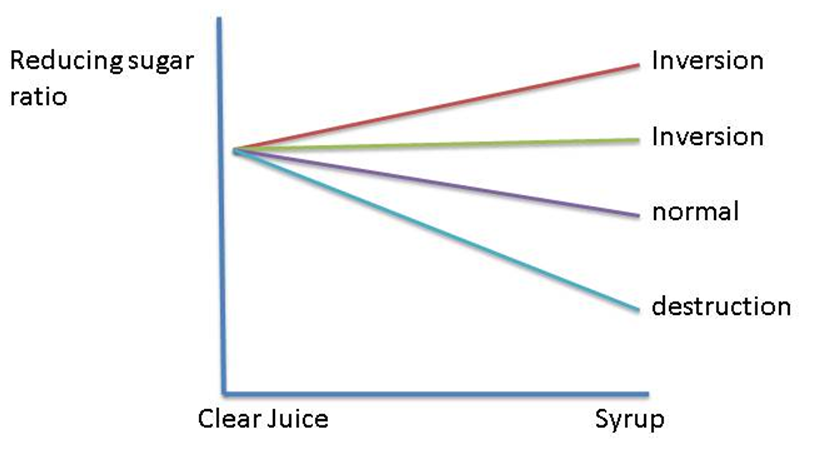 Reducing sugar
ratio
Inversion
Inversion
normal
destruction
Clear Juice
Syrup